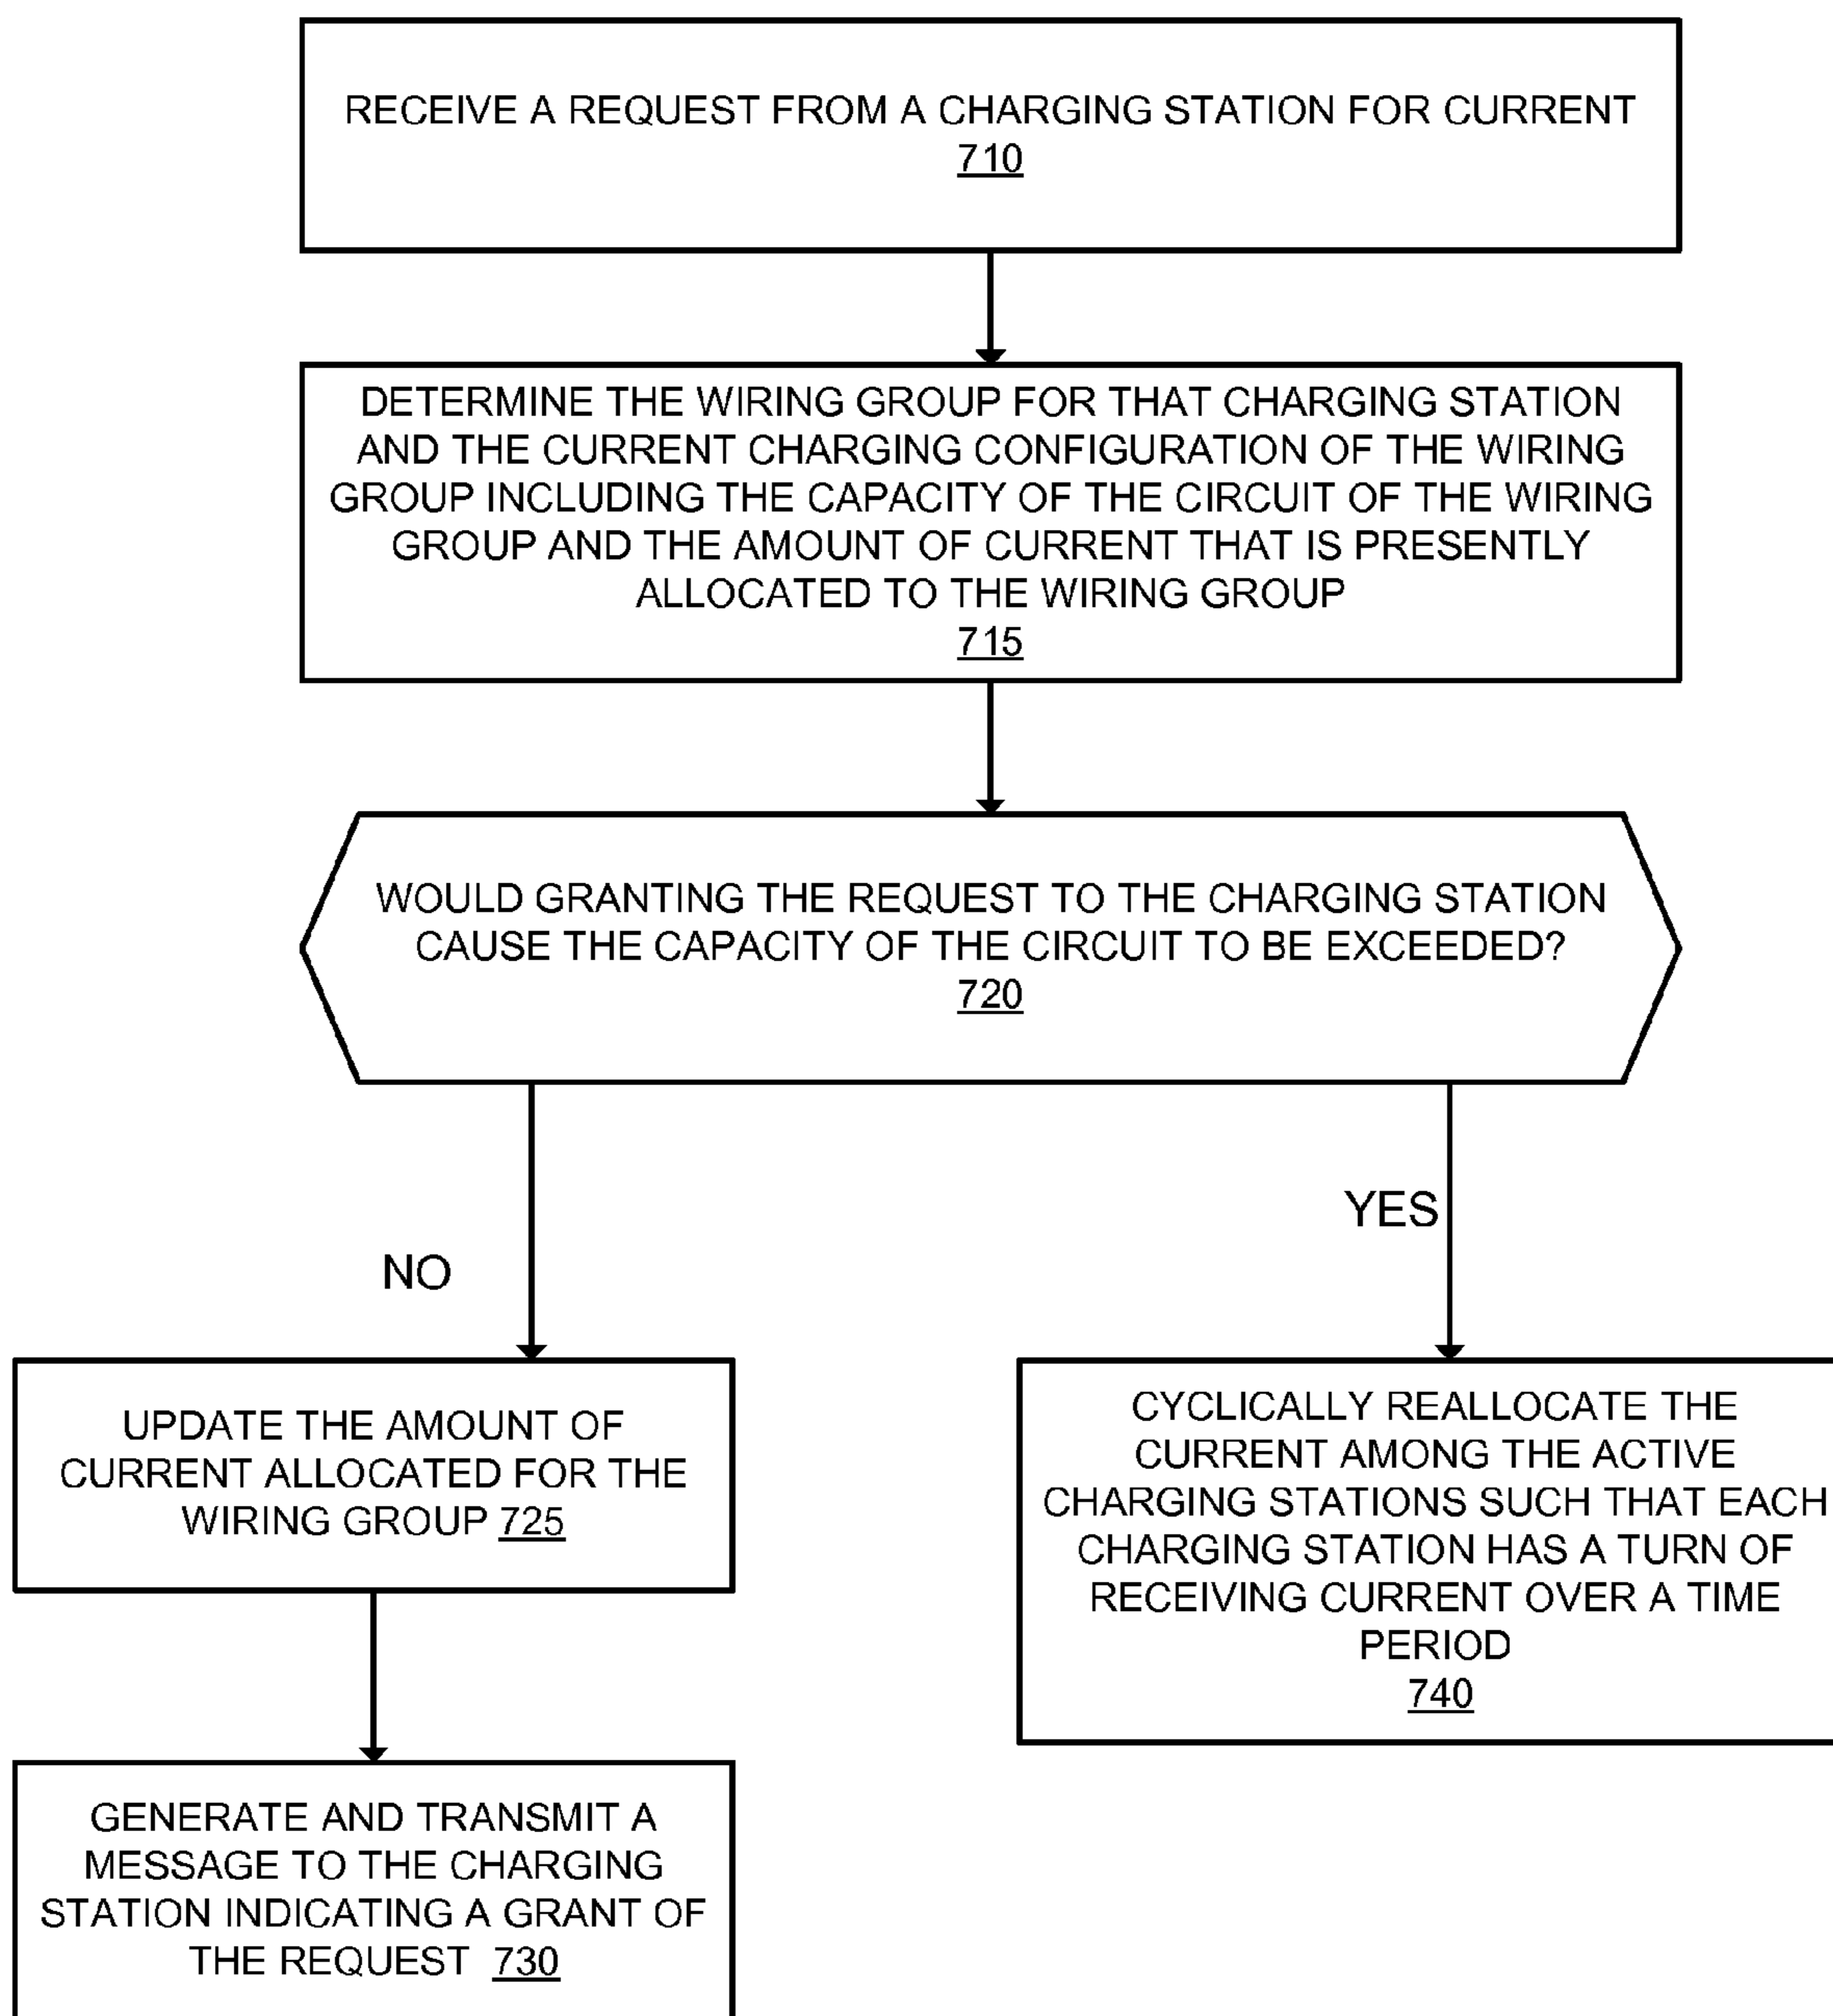 RECEIVE A REQUEST FROM A CHARGING STATION FOR CURRENT
710
DETERMINE THE WIRING GROUP FOR THAT CHARGING STATION
AND THE CURRENT CHARGING CONFIGURATION OF THE WIRING
GROUP INCLUDING THE CAPACITY OF THE CIRCUIT OF THE WIRING
GROUP AND THE AMOUNT OF CURRENT THAT IS PRESENTLY
ALLOCATED TO THE WIRING GROUP
715
WOULD GRANTING THE REQUEST TO THE CHARGING STATION
CAUSE THE CAPACITY OF THE CIRCUIT TO BE EXCEEDED?
720
NO
YES
UPDATE THE AMOUNT OF
CURRENT ALLOCATED FOR THE
WIRING GROUP 725
GENERATE AND TRANSMIT A
MESSAGE TO THE CHARGING
STATION INDICATING A GRANT OF
THE REQUEST 730
CYCLICALLY REALLOCATE THE
CURRENT AMONG THE ACTIVE
CHARGING STATIONS SUCH THAT EACH
CHARGING STATION HAS A TURN OF
RECEIVING CURRENT OVER A TIME
PERIOD
740